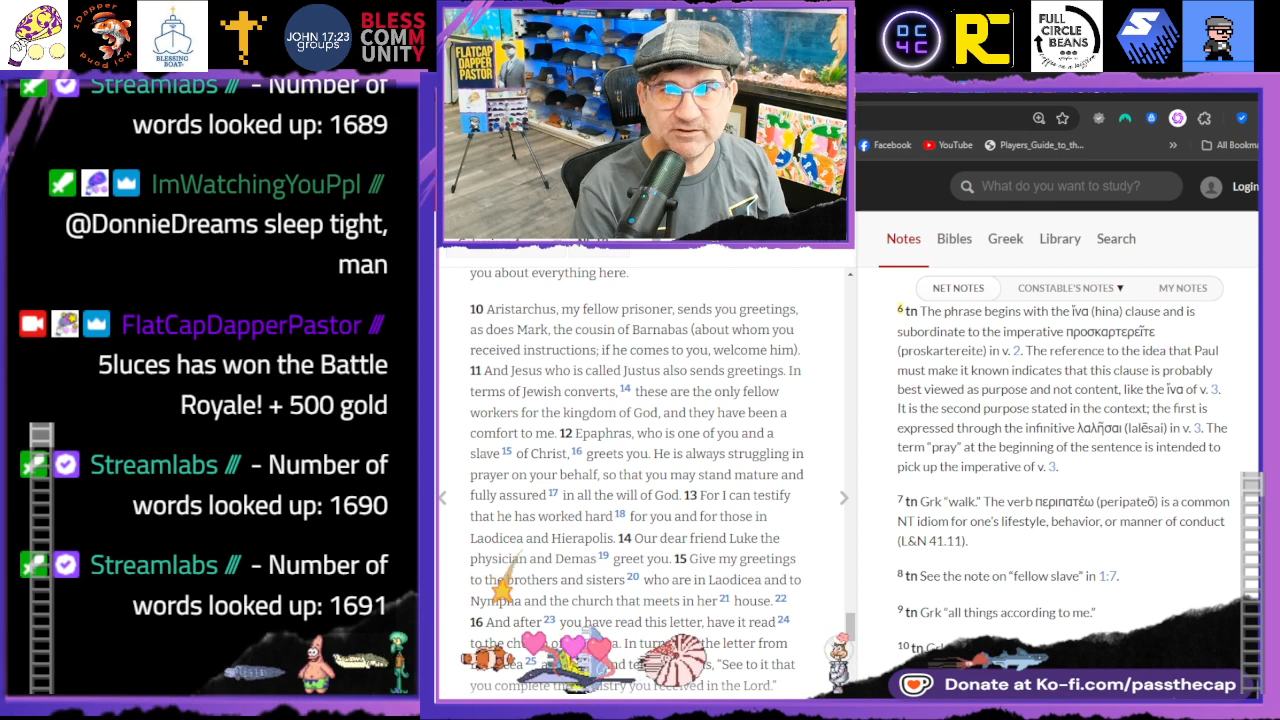 1Dapper
Koi Pond
BLESSING
BOAT
JOHN 17:23
groups
BLESS
COMM
UNITY
FLATCAP
DAPPER
PASTOR
OC
4C
RC
FULL
CIRCLE
BEANS
Streamlabs - Number of
words looked up: 1689
ImWatchingYouPpl
@DonnieDreams sleep tight,
man
FlatCapDapperPastor
5luces has won the Battle
Royale! + 500 gold
Streamlabs - Number of
words looked up: 1690
Streamlabs - Number of
words looked up: 1691
you about everything here.
10 Aristarchus, my fellow prisoner, sends you greetings,
as does Mark, the cousin of Barnabas (about whom you
received instructions; if he comes to you, welcome him).
11 And Jesus who is called Justus also sends greetings. In
terms of Jewish converts, 14 these are the only fellow
workers for the kingdom of God, and they have been a
comfort to me. 12 Epaphras, who is one of you and a
slave 15 of Christ, 16 greets you. He is always struggling in
prayer on your behalf, so that you may stand mature and
fully assured 17 in all the will of God. 13 For I can testify
that he has worked hard 18 for you and for those in
Laodicea and Hierapolis. 14 Our dear friend Luke the
physician and Demas 19 greet you. 15 Give my greetings
to the brothers and sisters 20 who are in Laodicea and to
Nympha and the church that meets in her 21 house. 22
16 And after 23 you have read this letter, have it read 24
to the In the letter from
25 "See to it that
you complete the ministry you received in the Lord."
Facebook YouTube Players_Guide_to_th... » All Bookma
What do you want to study? Login
Notes Bibles Greek Library Search
NET NOTES CONSTABLE'S NOTES ▼ MY NOTES
6 tn The phrase begins with the ἵνα (hina) clause and is
subordinate to the imperative προσκαρτερεῖτε
(proskartereite) in v. 2. The reference to the idea that Paul
must make it known indicates that this clause is probably
best viewed as purpose and not content, like the ἵνα of v. 3.
It is the second purpose stated in the context; the first is
expressed through the infinitive λαλῆσαι (lalēsai) in v. 3. The
term "pray" at the beginning of the sentence is intended to
pick up the imperative of v. 3.
7 tn Grk "walk." The verb περιπατέω (peripateō) is a common
NT idiom for one's lifestyle, behavior, or manner of conduct
(L&N 41.11).
8 tn See the note on "fellow slave" in 1:7.
9 tn Grk "all things according to me."
10
Donate at Ko-fi.com/passthecap